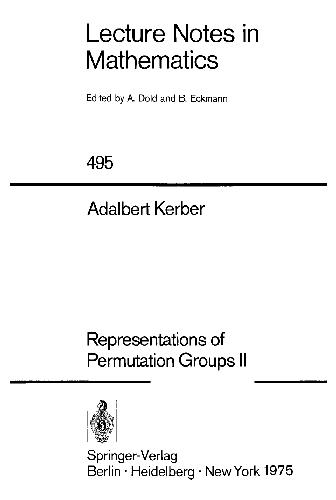 Lecture Notes in
Mathematics
Edited by A. Dold and B. Eckmann
495
Adalbert Kerber
Representations of
Permutation Groups II
Springer-Verlag
Berlin · Heidelberg · New York 1975